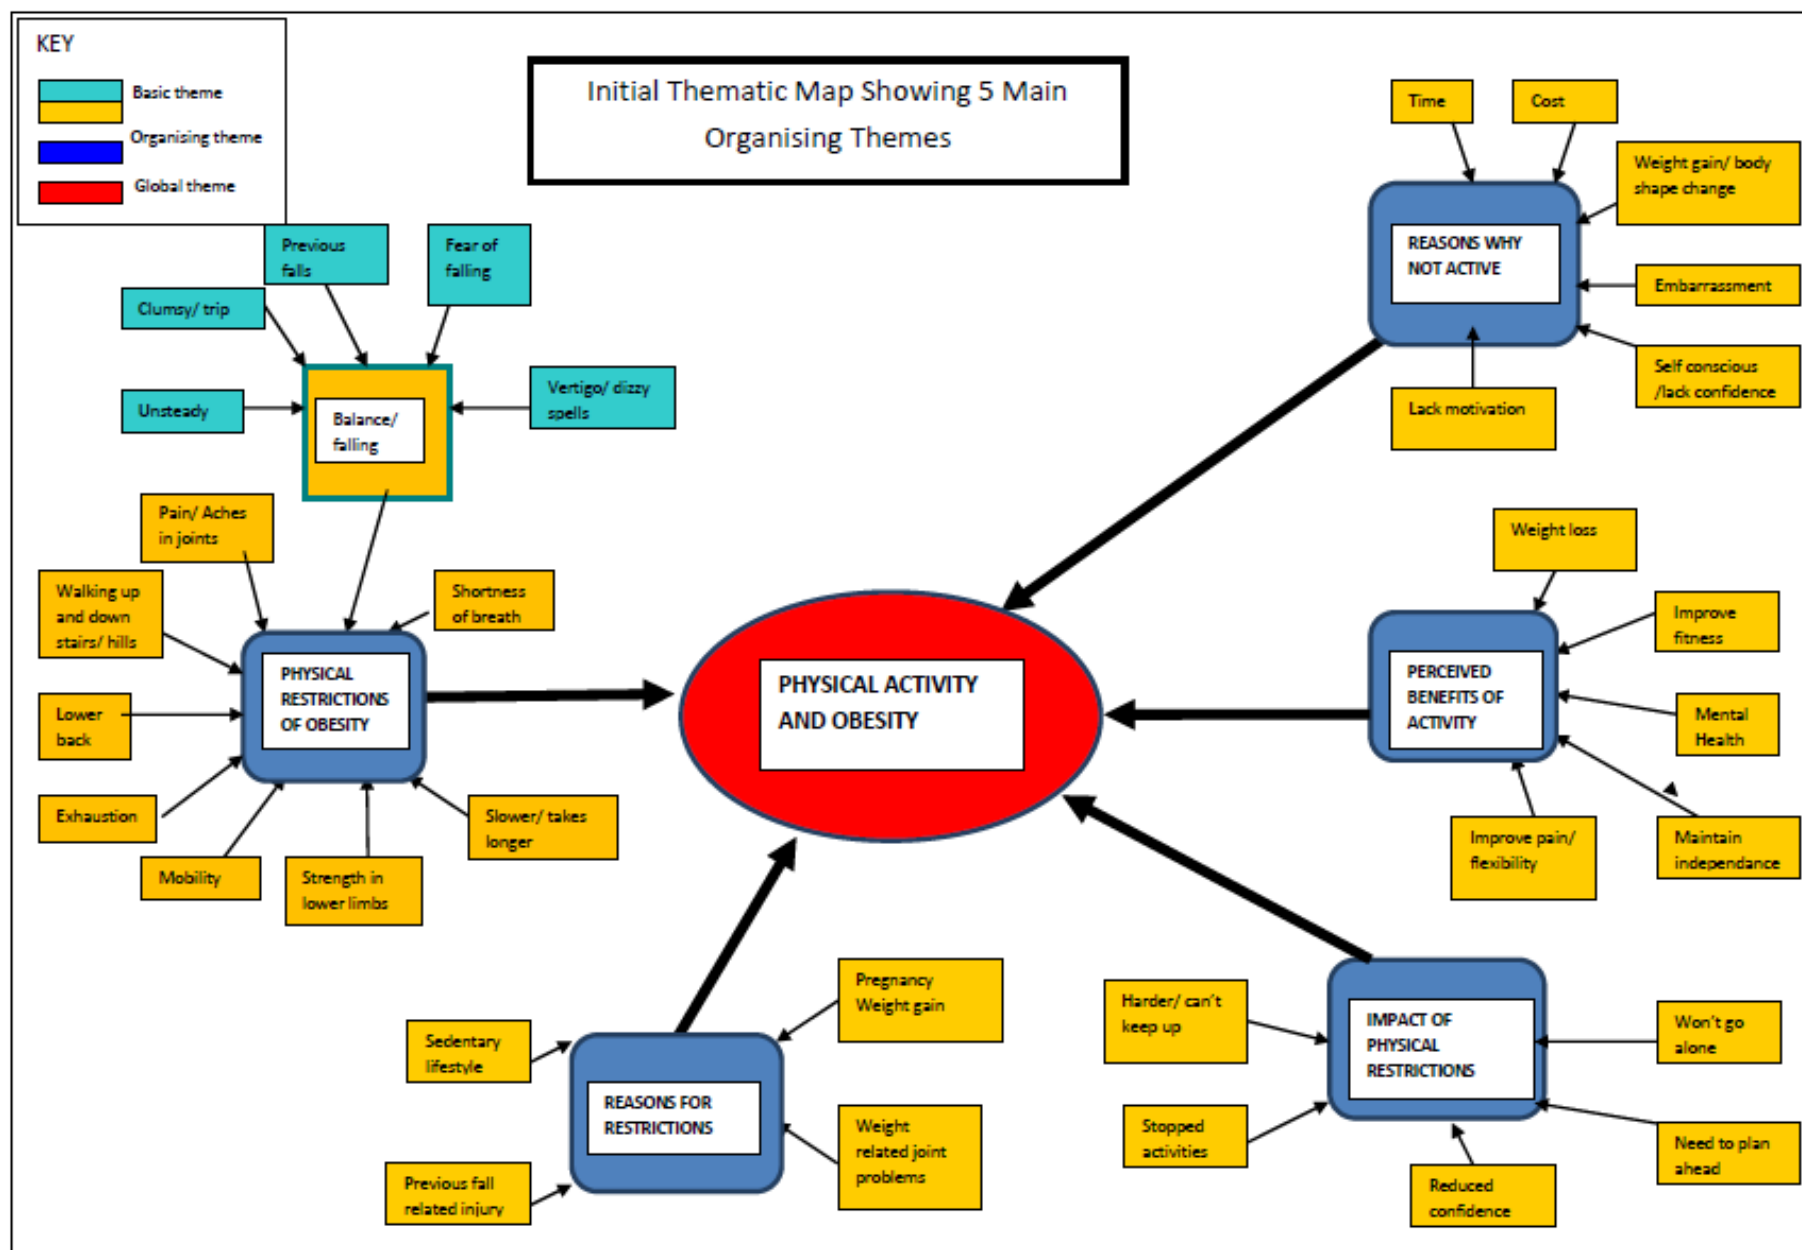 KEY
Basic theme
Organising theme
Global theme
Initial Thematic Map Showing 5 Main
Organising Themes
Time
Cost
Weight gain/ body
shape change
REASONS WHY
NOT ACTIVE
Embarrassment
Self conscious
/lack confidence
Lack motivation
Previous
falls
Fear of
falling
Clumsy/ trip
Unsteady
Vertigo/ dizzy
spells
Balance/
falling
Pain/ Aches
in joints
Walking up
and down
stairs/ hills
Shortness
of breath
PHYSICAL
RESTRICTIONS
OF OBESITY
Lower
back
Exhaustion
Mobility
Strength in
lower limbs
Slower/ takes
longer
PHYSICAL ACTIVITY
AND OBESITY
Weight loss
Improve
fitness
PERCEIVED
BENEFITS OF
ACTIVITY
Mental
Health
Improve pain/
flexibility
Maintain
independance
Pregnancy
Weight gain
Sedentary
lifestyle
REASONS FOR
RESTRICTIONS
Weight
related joint
problems
Previous fall
related injury
Harder/ can't
keep up
IMPACT OF
PHYSICAL
RESTRICTIONS
Won't go
alone
Stopped
activities
Need to plan
ahead
Reduced
confidence